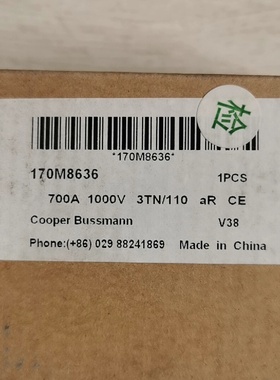 检
*170M8636*
170M8636 1PCS
700A 1000V 3TN/110 aR CE
Cooper Bussmann V38
Phone:(+86) 029 88241869 Made in China